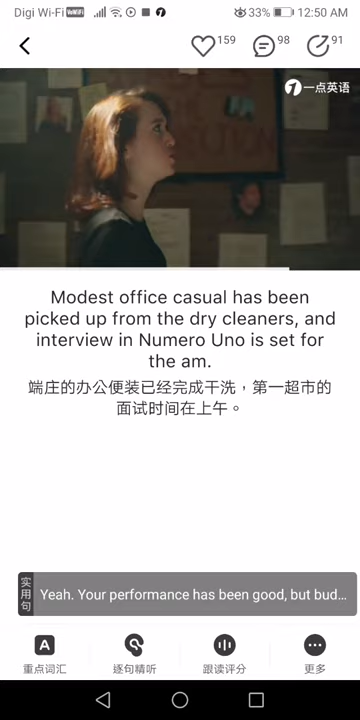 Digi Wi-Fi VoWiFi 33% 12:50 AM
159 98 91
一点英语
Modest office casual has been
picked up from the dry cleaners, and
interview in Numero Uno is set for
the am.
端庄的办公便装已经完成干洗，第一超市的
面试时间在上午。
实用句
Yeah. Your performance has been good, but bud...
A
重点词汇 逐句精听 跟读评分 更多